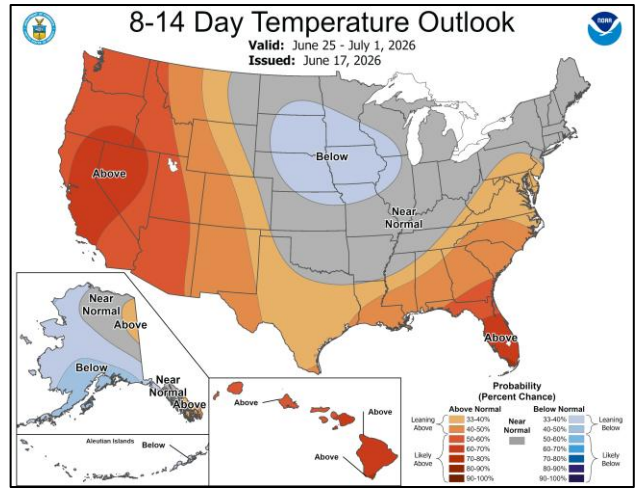 8-14 Day Temperature Outlook
Valid: June 25 - July 1, 2026
Issued: June 17, 2026
NOAA
Above
Below
Near
Normal
Above
Near
Normal
Above
Below
Near
Normal
Above
Aleutian Islands
Below
Above
Above
Above
Probability
(Percent Chance)
Above Normal
Below Normal
Leaning
Above
33-40%
40-50%
Near
Normal
33-40%
40-50%
Leaning
Below
Likely
Above
50-60%
60-70%
70-80%
80-90%
90-100%
50-60%
60-70%
70-80%
80-90%
90-100%
Likely
Below